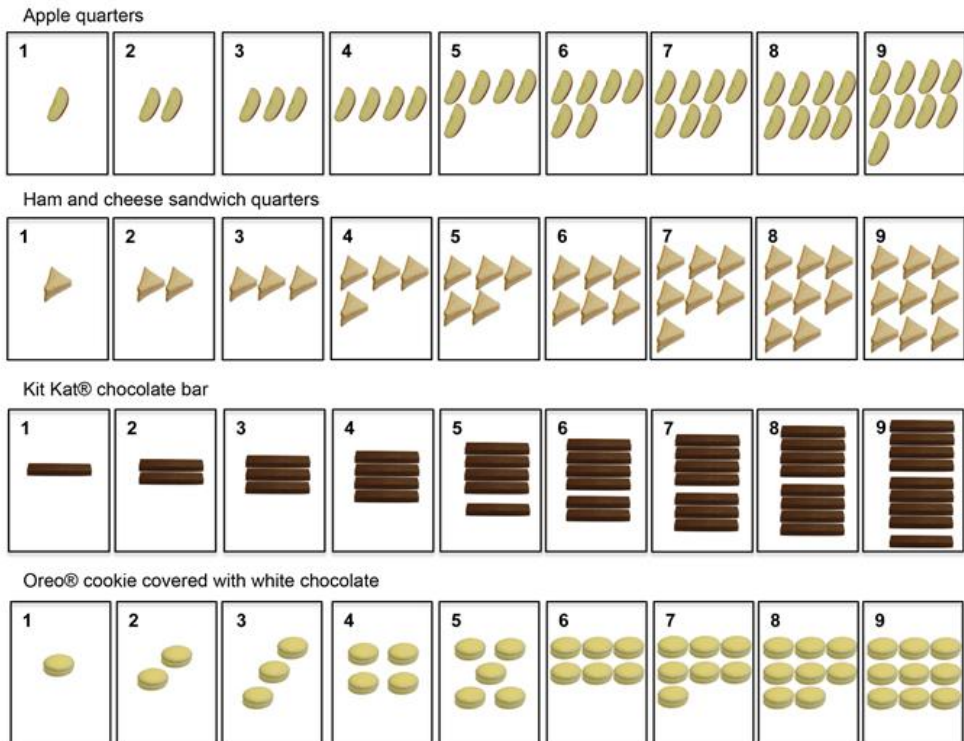 Apple quarters
1 2 3 4 5 6 7 8 9
Ham and cheese sandwich quarters
1 2 3 4 5 6 7 8 9
Kit Kat® chocolate bar
1 2 3 4 5 6 7 8 9
Oreo® cookie covered with white chocolate
1 2 3 4 5 6 7 8 9